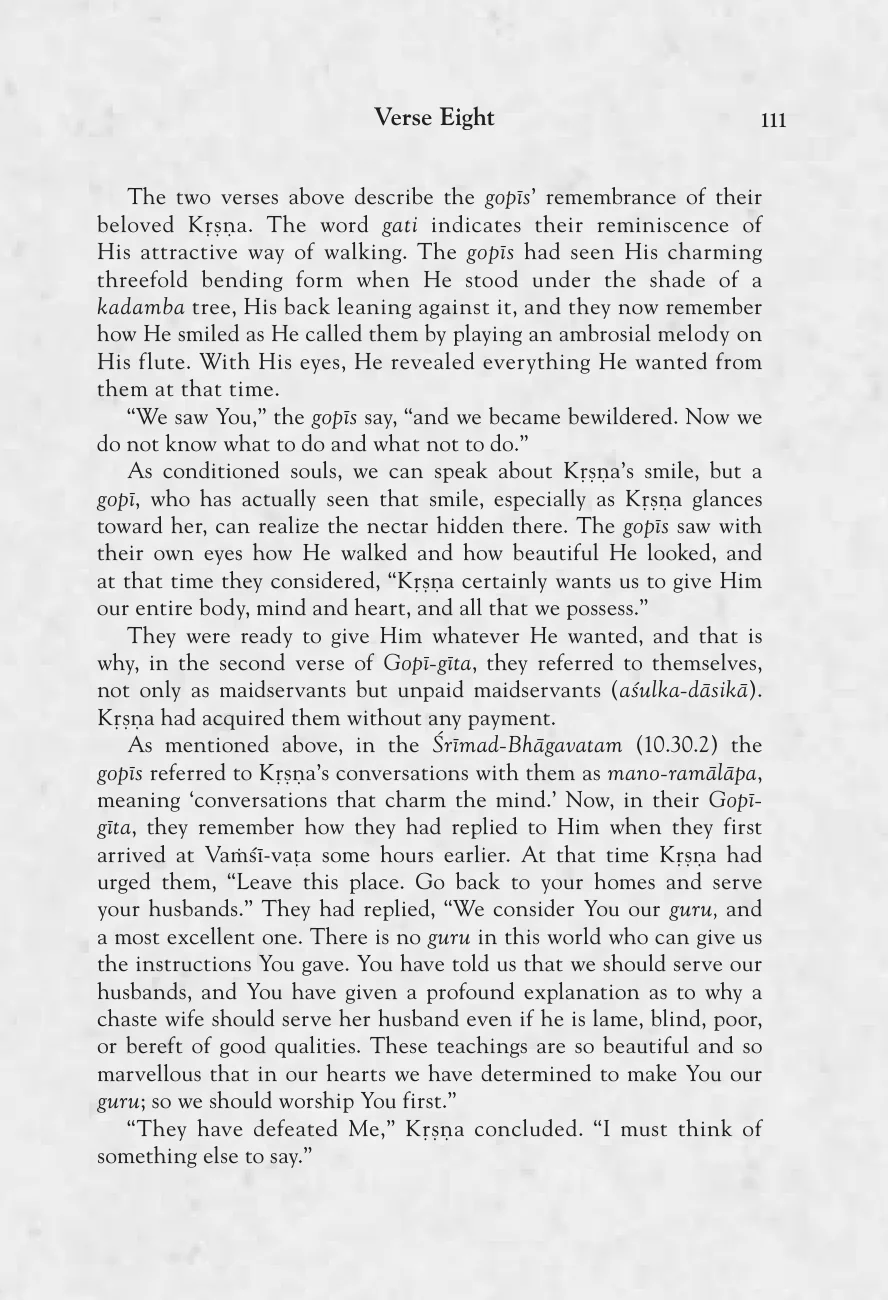 Verse Eight 111
The two verses above describe the gopīs’ remembrance of their
beloved Kṛṣṇa. The word gati indicates their reminiscence of
His attractive way of walking. The gopīs had seen His charming
threefold bending form when He stood under the shade of a
kadamba tree, His back leaning against it, and they now remember
how He smiled as He called them by playing an ambrosial melody on
His flute. With His eyes, He revealed everything He wanted from
them at that time.
“We saw You,” the gopīs say, “and we became bewildered. Now we
do not know what to do and what not to do.”
As conditioned souls, we can speak about Kṛṣṇa’s smile, but a
gopī, who has actually seen that smile, especially as Kṛṣṇa glances
toward her, can realize the nectar hidden there. The gopīs saw with
their own eyes how He walked and how beautiful He looked, and
at that time they considered, “Kṛṣṇa certainly wants us to give Him
our entire body, mind and heart, and all that we possess.”
They were ready to give Him whatever He wanted, and that is
why, in the second verse of Gopī-gīta, they referred to themselves,
not only as maidservants but unpaid maidservants (aśulka-dāsikā).
Kṛṣṇa had acquired them without any payment.
As mentioned above, in the Śrīmad-Bhāgavatam (10.30.2) the
gopīs referred to Kṛṣṇa’s conversations with them as mano-ramālāpa,
meaning ‘conversations that charm the mind.’ Now, in their Gopī-
gīta, they remember how they had replied to Him when they first
arrived at Vaṁśī-vaṭa some hours earlier. At that time Kṛṣṇa had
urged them, “Leave this place. Go back to your homes and serve
your husbands.” They had replied, “We consider You our guru, and
a most excellent one. There is no guru in this world who can give us
the instructions You gave. You have told us that we should serve our
husbands, and You have given a profound explanation as to why a
chaste wife should serve her husband even if he is lame, blind, poor,
or bereft of good qualities. These teachings are so beautiful and so
marvellous that in our hearts we have determined to make You our
guru; so we should worship You first.”
“They have defeated Me,” Kṛṣṇa concluded. “I must think of
something else to say.”